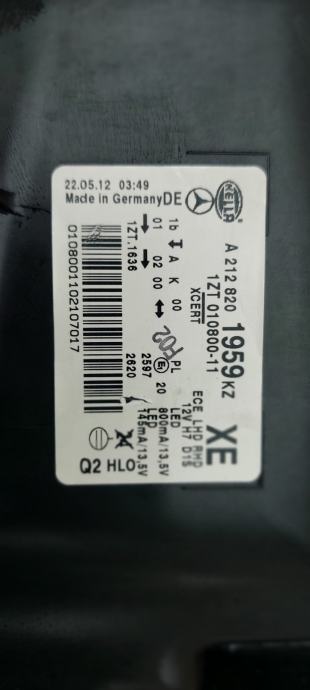 HELLA
A 212 820 1959 KZ
1ZT 010800-11
XCERT
XE
ECE LHD RHD
12V H7 D1S
LED
800mA/13,5V
LED
145mA/13,5V
22.05.12 03:49
Made in Germany DE
1b A K 00
01 02 00
1ZT.1636
F02
PL
E1 20
2597
2620
0108001102107017
Q2 HLO